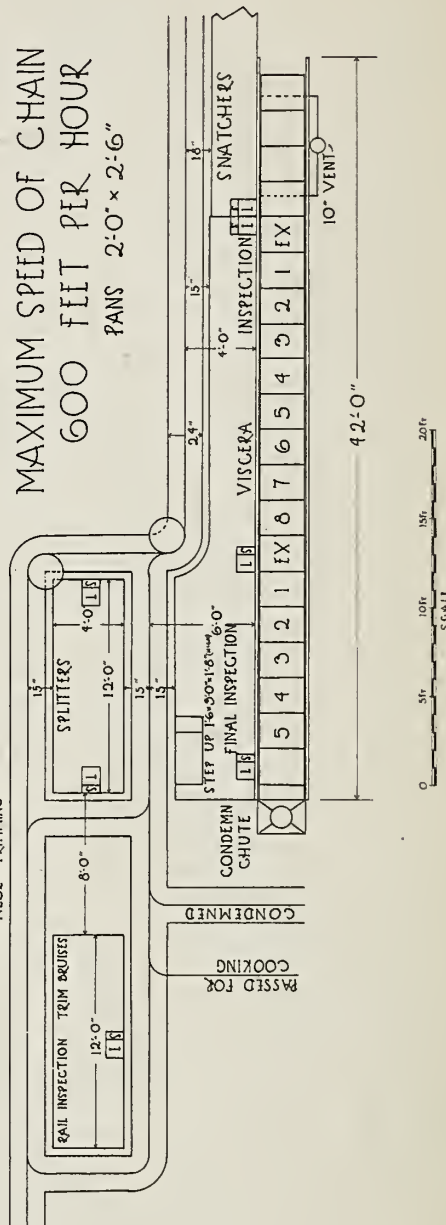 MAXIMUM SPEED OF CHAIN
600 FEET PER HOUR
PANS 2'-0" × 2'-6"
TRIMMING
RAIL INSPECTION TRIM BRUISES
12'-0"
L S
8'-0"
SPLITTERS
4'-0"
12'-0"
S L
L S
15"
15"
15"
24"
15"
18"
4'-0"
SNATCHERS
STEP UP
FINAL INSPECTION
6'-0"
VISCERA INSPECTION
L S
L S
CONDEMN
CHUTE
CONDEMNED
PASSED FOR
COOKING
5 4 3 2 1 EX 8 7 6 5 4 3 2 1 EX
10" VENTS
42'-0"
0 5FT 10FT 15FT 20FT
SCALE